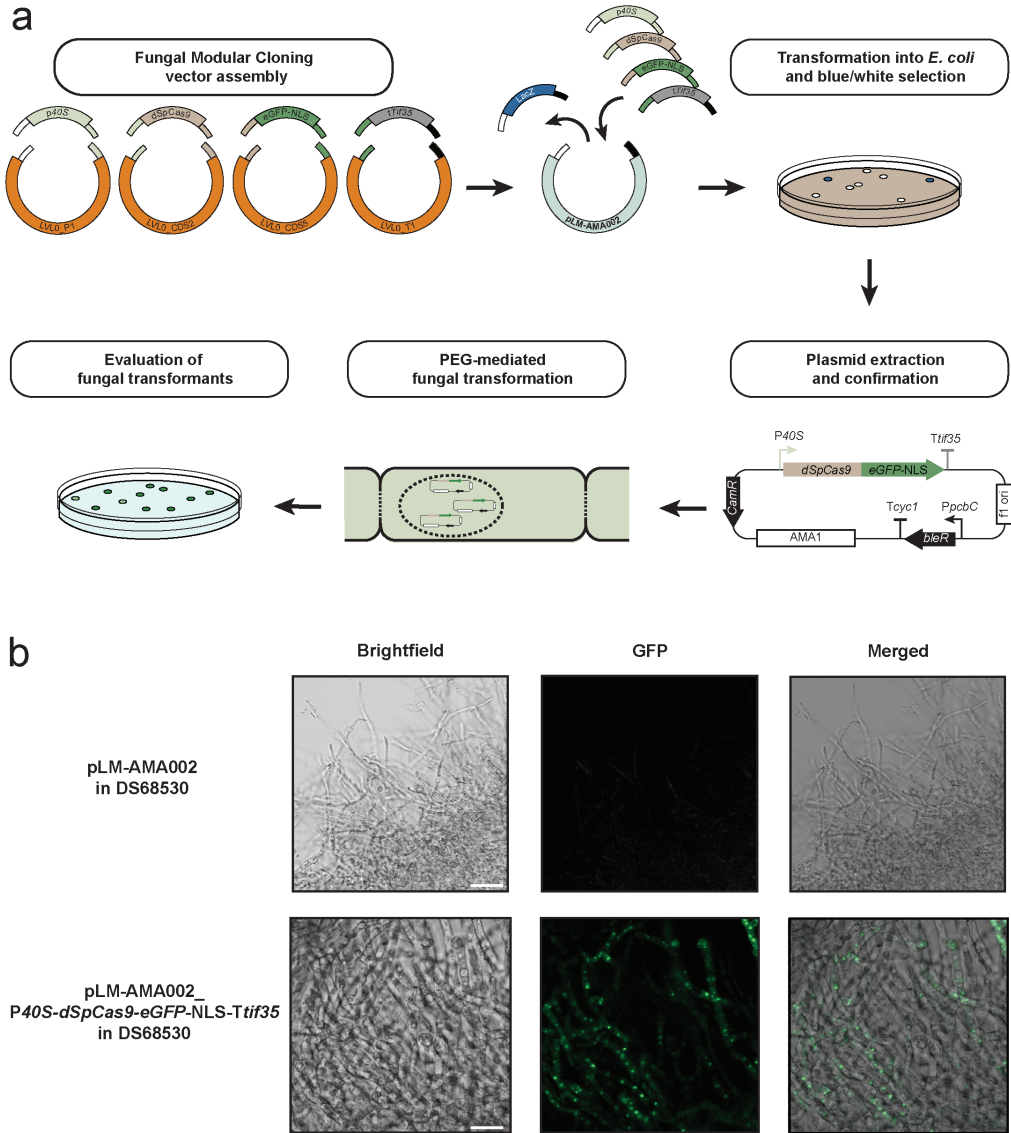 a
Fungal Modular Cloning
vector assembly
p40S
dSpCas9
eGFP-NLS
tTif35
LVL0_P1
LVL0_CDS2
LVL0_CDS5
LVL0_T1
LacZ
p40S
dSpCas9
eGFP-NLS
tTif35
pLM-AMA002
Transformation into E. coli
and blue/white selection
Evaluation of
fungal transformants
PEG-mediated
fungal transformation
Plasmid extraction
and confirmation
P40S
Ttif35
dSpCas9
eGFP-NLS
CamR
f1 ori
Tcyc1
PpcbC
bleR
AMA1
b
Brightfield
GFP
Merged
pLM-AMA002
in DS68530
pLM-AMA002_
P40S-dSpCas9-eGFP-NLS-Ttif35
in DS68530